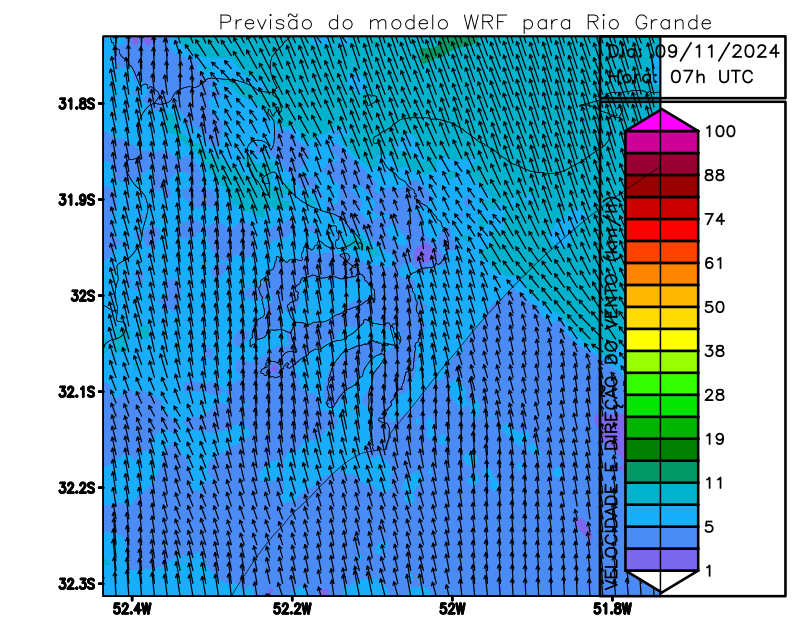 Previsão do modelo WRF para Rio Grande
Dia: 09/11/2024
Hora: 07h UTC
31.8S
31.9S
32S
32.1S
32.2S
32.3S
52.4W
52.2W
52W
51.8W
VELOCIDADE E DIREÇÃO DO VENTO (km/h)
100
88
74
61
50
38
28
19
11
5
1